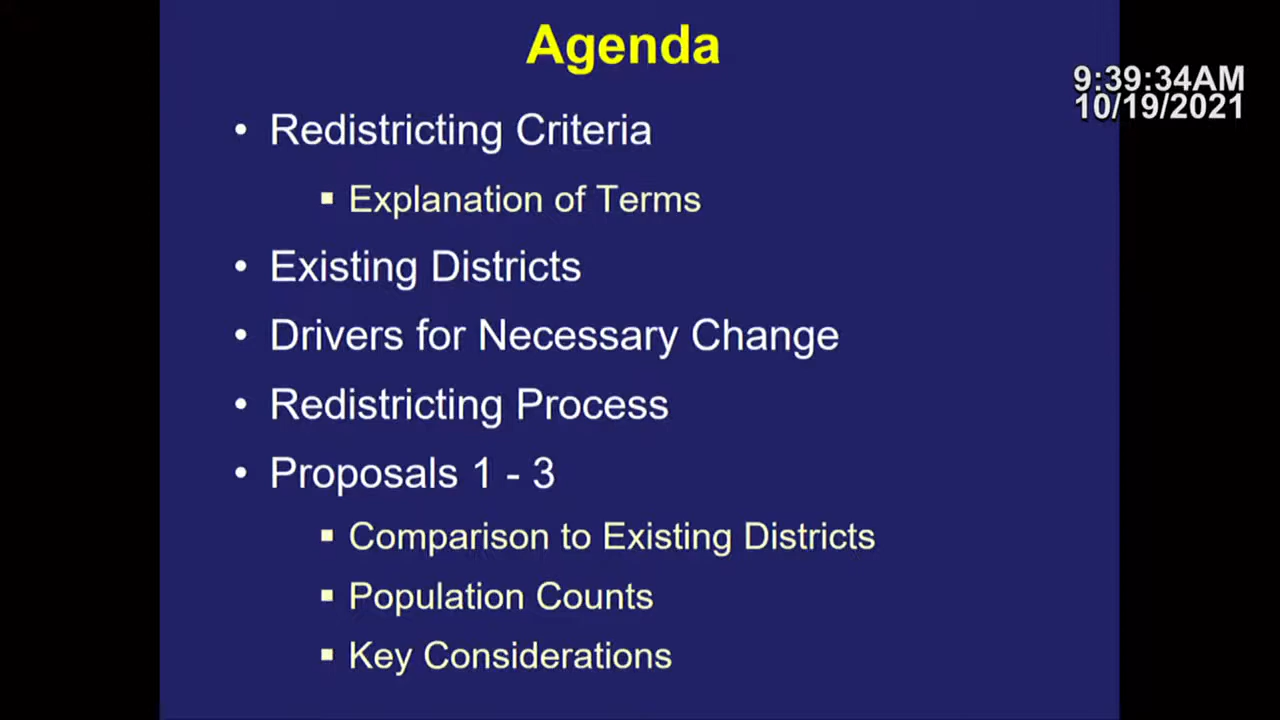 Agenda
9:39:34AM
10/19/2021
• Redistricting Criteria
▪ Explanation of Terms
• Existing Districts
• Drivers for Necessary Change
• Redistricting Process
• Proposals 1 - 3
▪ Comparison to Existing Districts
▪ Population Counts
▪ Key Considerations